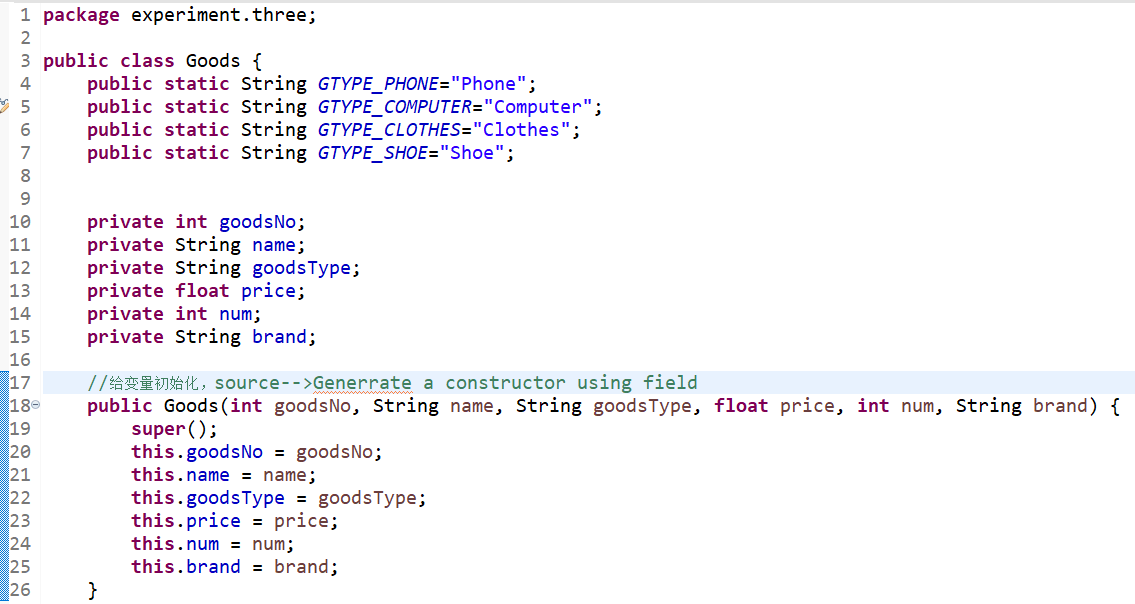 1 package experiment.three;
2
3 public class Goods {
4 public static String GTYPE_PHONE="Phone";
5 public static String GTYPE_COMPUTER="Computer";
6 public static String GTYPE_CLOTHES="Clothes";
7 public static String GTYPE_SHOE="Shoe";
8
9
10 private int goodsNo;
11 private String name;
12 private String goodsType;
13 private float price;
14 private int num;
15 private String brand;
16
17 //给变量初始化，source-->Generrate a constructor using field
18 public Goods(int goodsNo, String name, String goodsType, float price, int num, String brand) {
19 super();
20 this.goodsNo = goodsNo;
21 this.name = name;
22 this.goodsType = goodsType;
23 this.price = price;
24 this.num = num;
25 this.brand = brand;
26 }